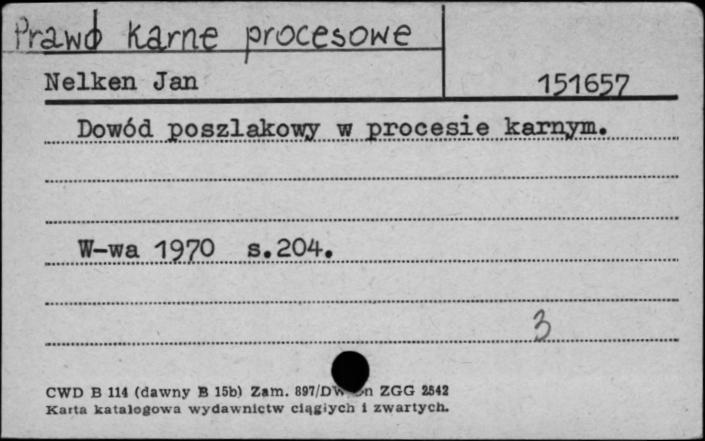 Prawo karne procesowe
Nelken Jan 151657
Dowód poszlakowy w procesie karnym.
W-wa 1970 s.204.
3
CWD B 114 (dawny B 15b) Zam. 897/DW ZGG 2542
Karta katalogowa wydawnictw ciągłych i zwartych.